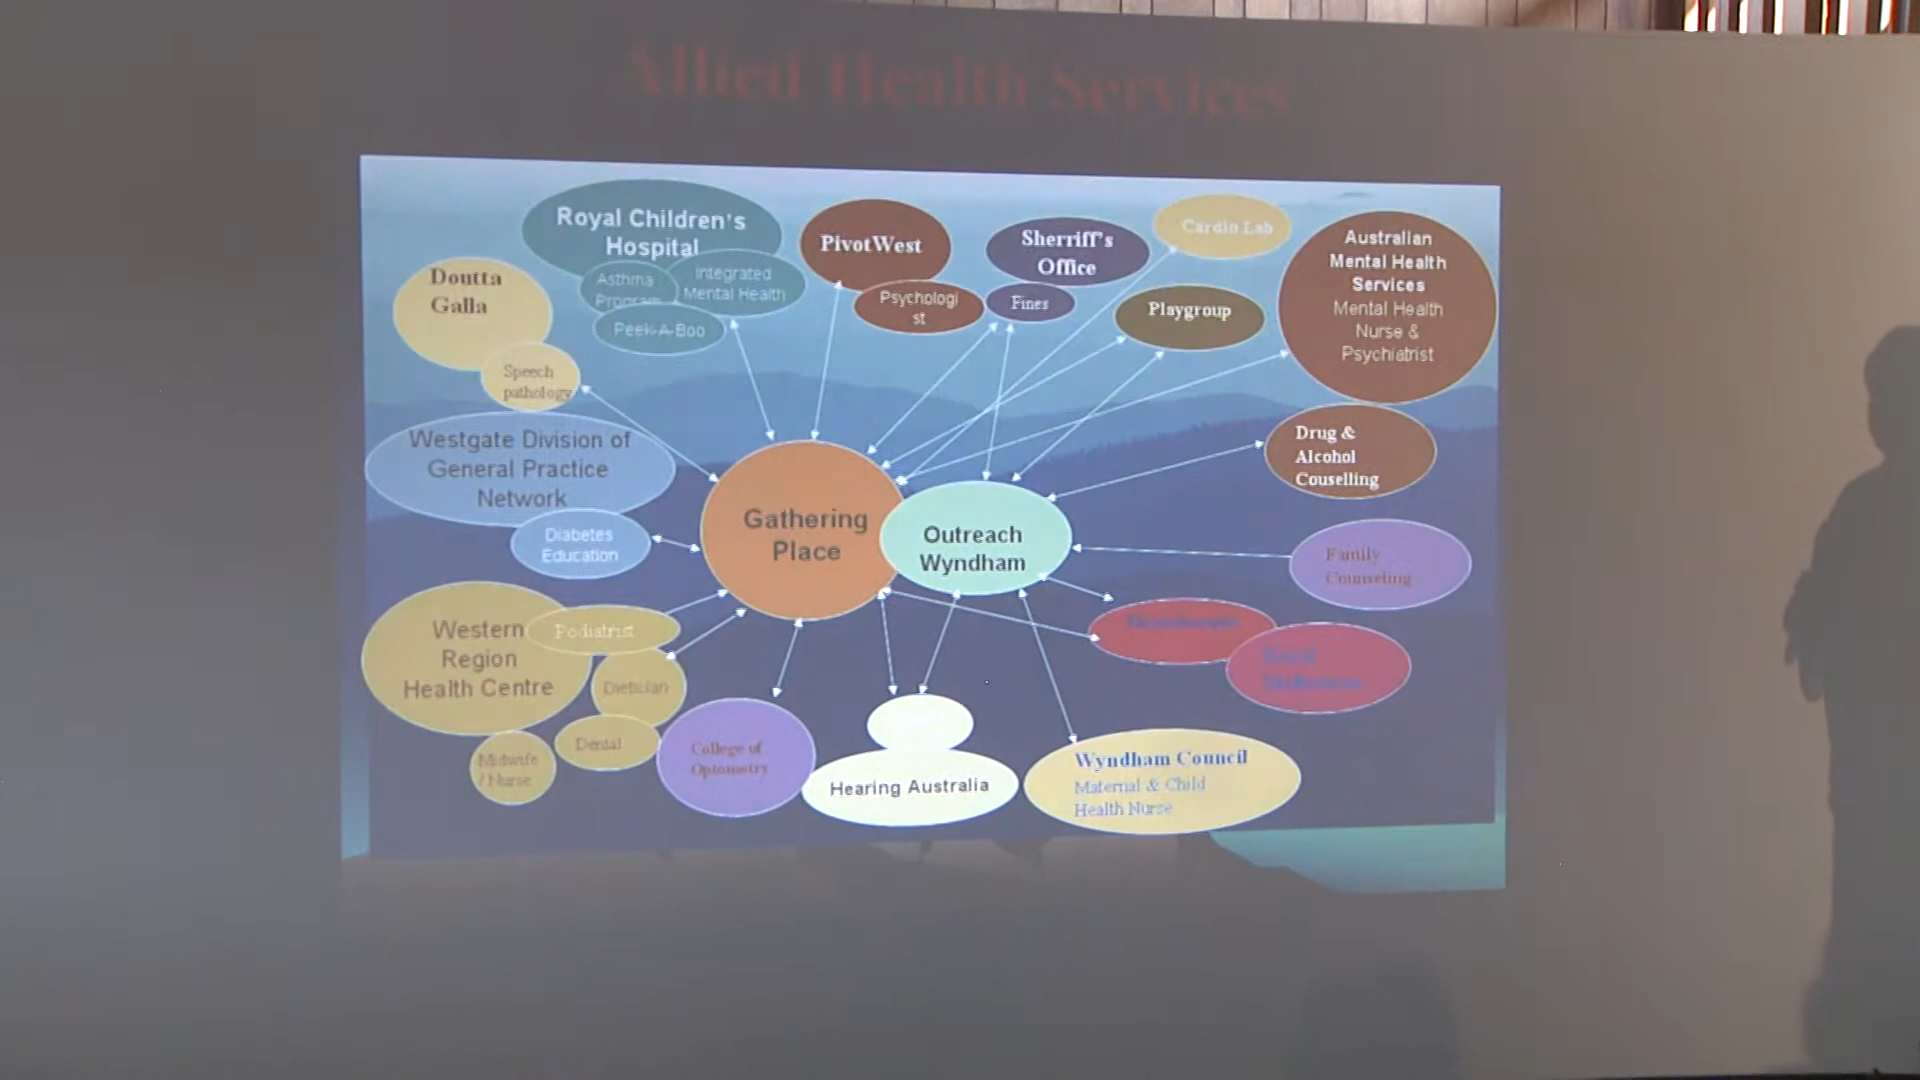 Allied Health Services
Royal Children's
Hospital
Asthma
Program
Integrated
Mental Health
Peek-A-Boo
PivotWest
Psychologi
st
Sherriff's
Office
Fines
Cardio Lab
Playgroup
Australian
Mental Health
Services
Mental Health
Nurse &
Psychiatrist
Doutta
Galla
Speech
pathology
Westgate Division of
General Practice
Network
Diabetes
Education
Gathering
Place
Outreach
Wyndham
Drug &
Alcohol
Couselling
Family
Counseling
Western
Region
Health Centre
Podiatrist
Dietician
Dental
Midwife
/ Nurse
College of
Optometry
Hearing Australia
Wyndham Council
Maternal & Child
Health Nurse